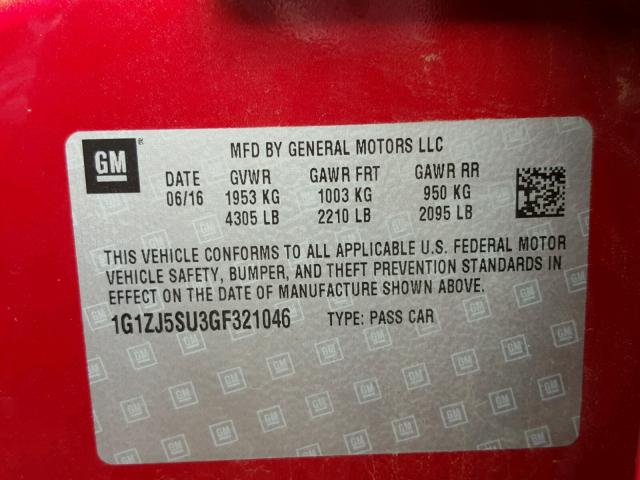 GM ® MFD BY GENERAL MOTORS LLC
DATE GVWR GAWR FRT GAWR RR
06/16 1953 KG 1003 KG 950 KG
4305 LB 2210 LB 2095 LB
THIS VEHICLE CONFORMS TO ALL APPLICABLE U.S. FEDERAL MOTOR
VEHICLE SAFETY, BUMPER, AND THEFT PREVENTION STANDARDS IN
EFFECT ON THE DATE OF MANUFACTURE SHOWN ABOVE.
1G1ZJ5SU3GF321046 TYPE: PASS CAR